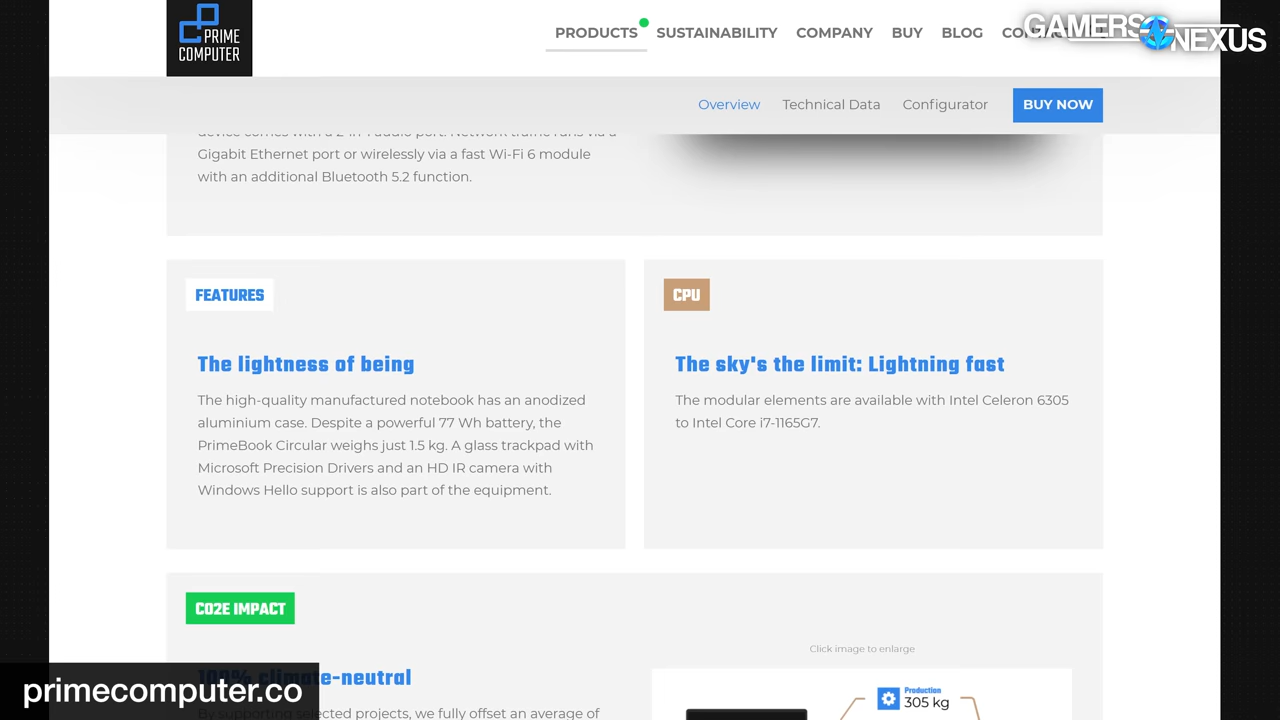 PRIME
COMPUTER
PRODUCTS SUSTAINABILITY COMPANY BUY BLOG
GAMERS
NEXUS
Overview Technical Data Configurator BUY NOW
device comes with a 2-in-1 audio port. Network traffic runs via a
Gigabit Ethernet port or wirelessly via a fast Wi-Fi 6 module
with an additional Bluetooth 5.2 function.
FEATURES
The lightness of being
The high-quality manufactured notebook has an anodized
aluminium case. Despite a powerful 77 Wh battery, the
PrimeBook Circular weighs just 1.5 kg. A glass trackpad with
Microsoft Precision Drivers and an HD IR camera with
Windows Hello support is also part of the equipment.
CPU
The sky's the limit: Lightning fast
The modular elements are available with Intel Celeron 6305
to Intel Core i7-1165G7.
CO2E IMPACT
100% climate-neutral
By supporting selected projects, we fully offset an average of
Click image to enlarge
Production
305 kg
primecomputer.co